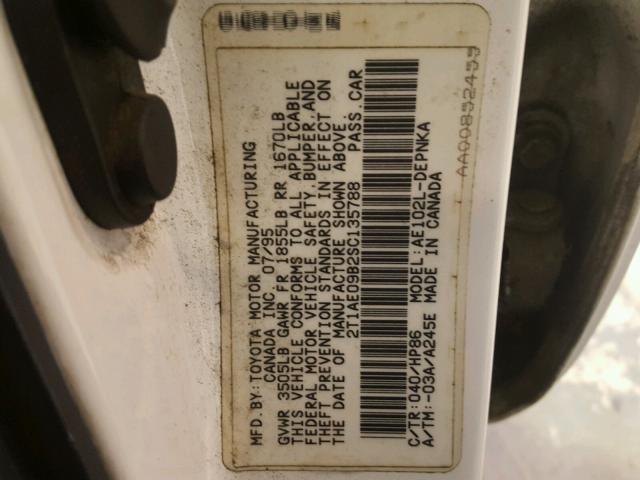 MFD. BY: TOYOTA MOTOR MANUFACTURING
CANADA INC. 07/95
GVWR 3505LB GAWR FR 1855LB RR 1670LB
THIS VEHICLE CONFORMS TO ALL APPLICABLE
FEDERAL MOTOR VEHICLE SAFETY, BUMPER, AND
THEFT PREVENTION STANDARDS IN EFFECT ON
THE DATE OF MANUFACTURE SHOWN ABOVE.
2T1AE09B2SC135788 PASS. CAR
C/TR: 040/HP86 MODEL: AE102L-DEPNKA
A/TM: -03A/A245E MADE IN CANADA
AA00852455